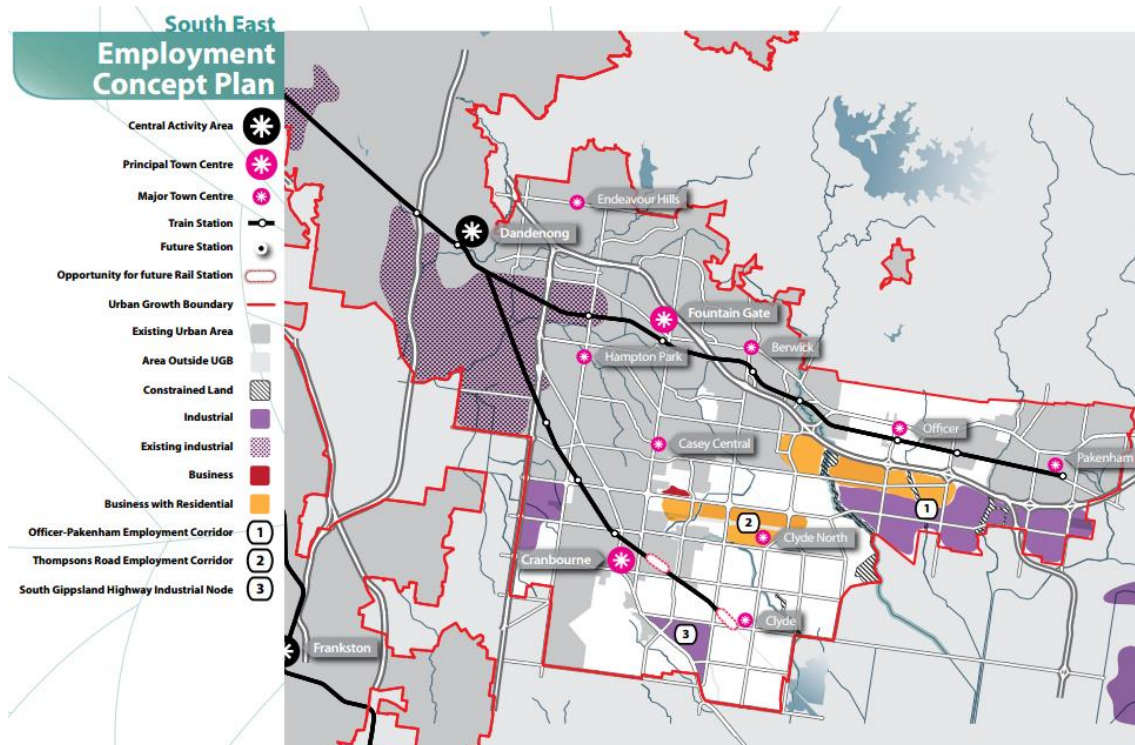 South East
Employment
Concept Plan
Central Activity Area
Principal Town Centre
Major Town Centre
Train Station
Future Station
Opportunity for future Rail Station
Urban Growth Boundary
Existing Urban Area
Area Outside UGB
Constrained Land
Industrial
Existing industrial
Business
Business with Residential
Officer-Pakenham Employment Corridor 1
Thompsons Road Employment Corridor 2
South Gippsland Highway Industrial Node 3
Endeavour Hills
Dandenong
Fountain Gate
Berwick
Hampton Park
Officer
Casey Central
Pakenham
1
2
Clyde North
Cranbourne
Clyde
3
Frankston